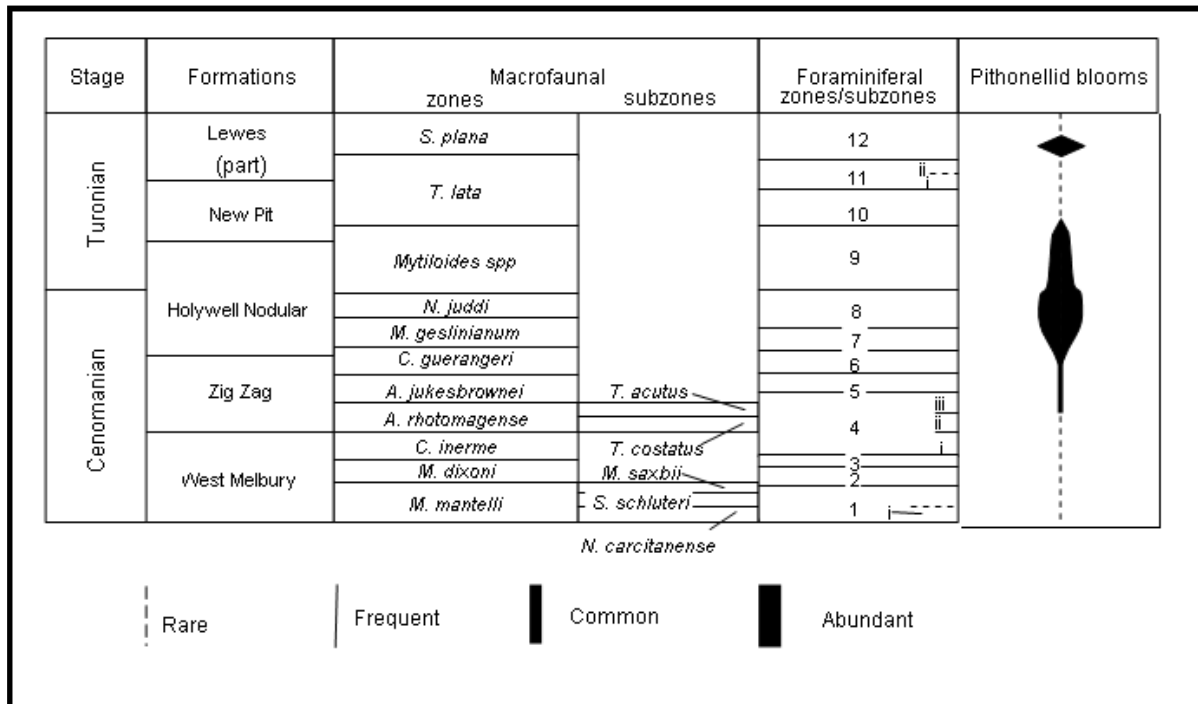 Stage
Formations
Macrofaunal
zones
subzones
Foraminiferal
zones/subzones
Pithonellid blooms
Turonian
Cenomanian
Lewes
(part)
New Pit
Holywell Nodular
Zig Zag
West Melbury
S. plana
T. lata
Mytiloides spp
N. juddi
M. geslinianum
C. guerangeri
A. jukesbrownei
A. rhotomagense
C. inerme
M. dixoni
M. mantelli
T. acutus
T. costatus
M. saxbii
S. schluteri
N. carcitanense
12
11
ii
i
10
9
8
7
6
5
4
iii
ii
i
3
2
1
i
Rare
Frequent
Common
Abundant